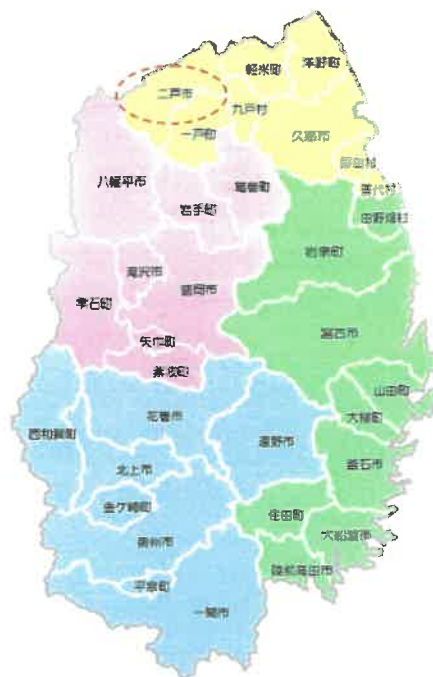 軽米町
洋野町
二戸市
九戸村
一戸町
久慈市
野田村
普代村
八幡平市
葛巻町
岩手町
田野畑村
岩泉町
滝沢市
盛岡市
雫石町
宮古市
矢巾町
紫波町
山田町
大槌町
花巻市
西和賀町
遠野市
釜石市
北上市
金ケ崎町
住田町
大船渡市
奥州市
陸前高田市
平泉町
一関市